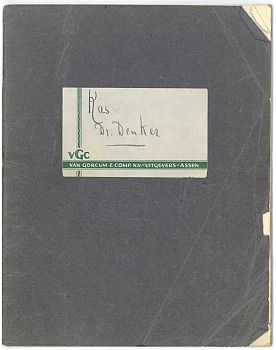 Kas
Dr. Denker
VGC
VAN GORCUM & COMP. N.V.-UITGEVERS-ASSEN